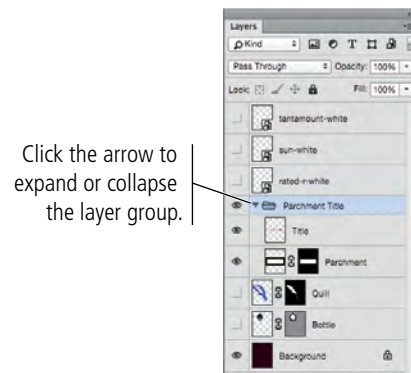 Layers
Kind
T
Pass Through Opacity: 100%
Lock: Fill: 100%
tantamount-white
sun-white
rated-r-white
Click the arrow to
expand or collapse
the layer group.
Parchment Title
Title
Parchment
Quill
Bottle
Background